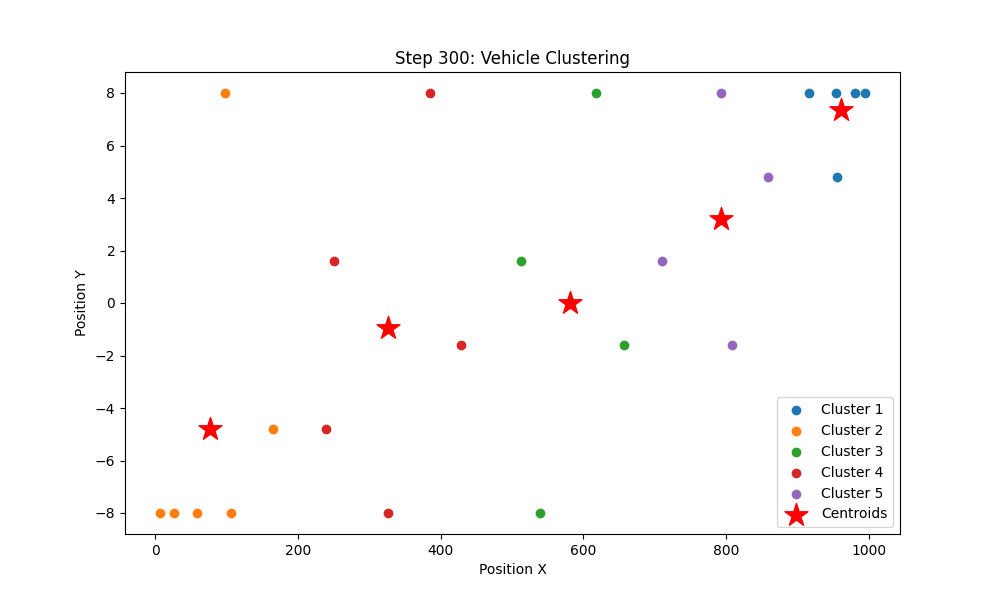 Step 300: Vehicle Clustering
Position Y
8
6
4
2
0
−2
−4
−6
−8
0
200
400
600
800
1000
Position X
Cluster 1
Cluster 2
Cluster 3
Cluster 4
Cluster 5
Centroids